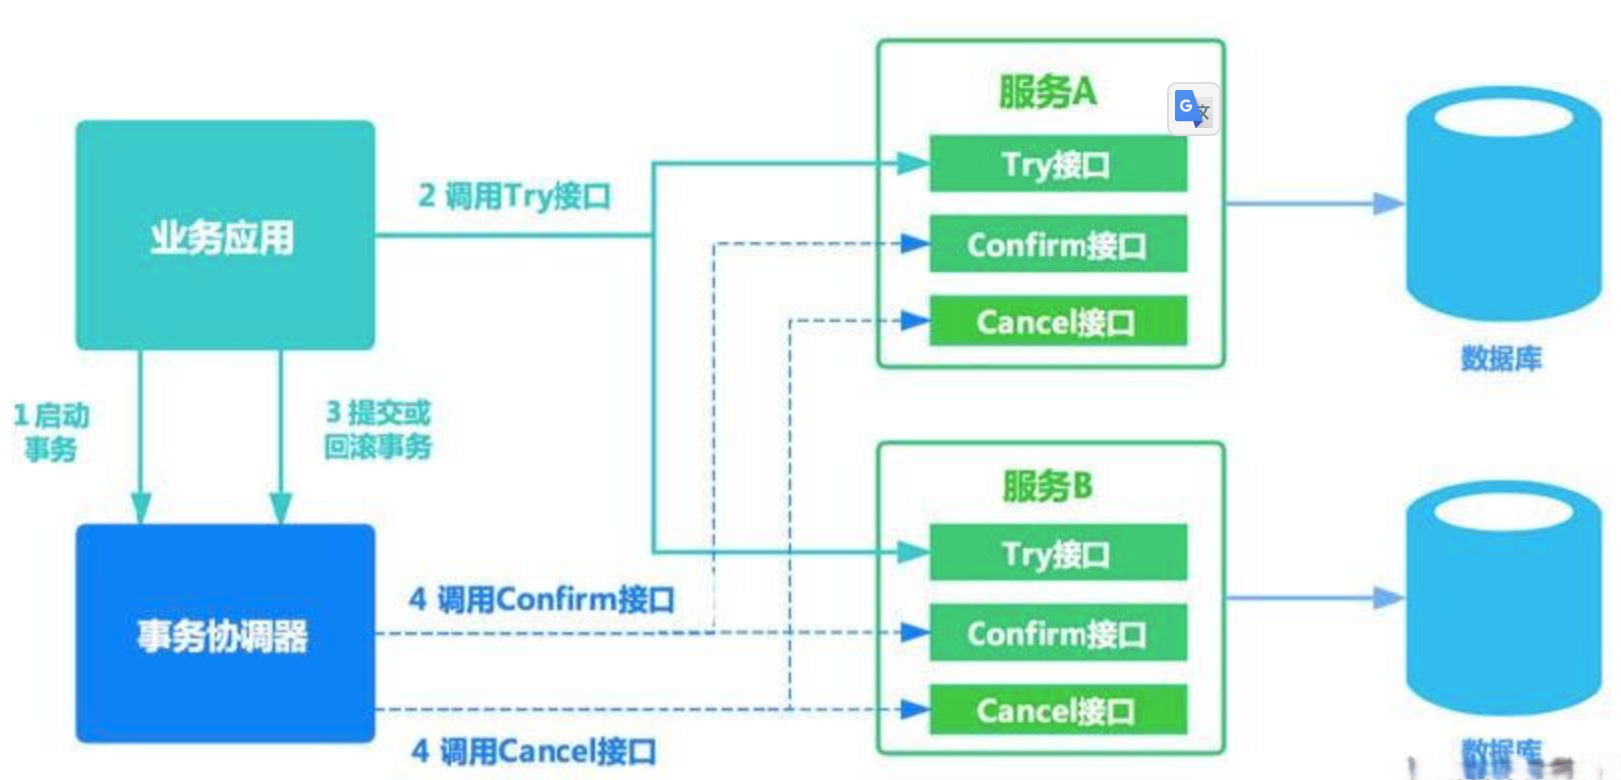 服务A
Try接口
2 调用Try接口
业务应用
Confirm接口
Cancel接口
数据库
1 启动
事务
3 提交或
回滚事务
服务B
Try接口
4 调用Confirm接口
事务协调器
Confirm接口
Cancel接口
4 调用Cancel接口
数据库